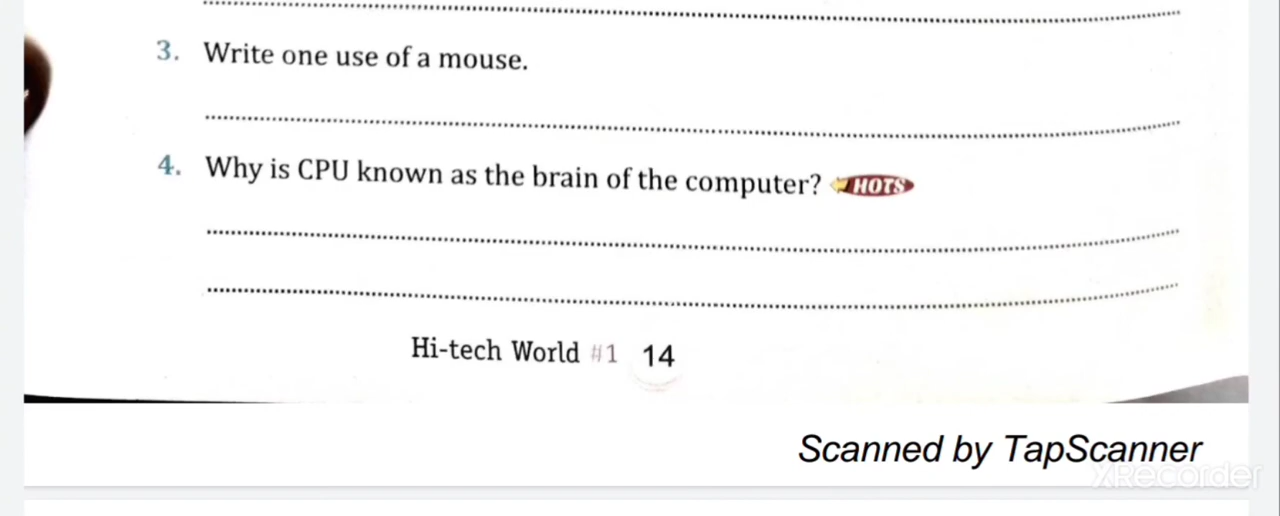 3. Write one use of a mouse.
4. Why is CPU known as the brain of the computer? HOTS
Hi-tech World #1 14
Scanned by TapScanner
XRecorder